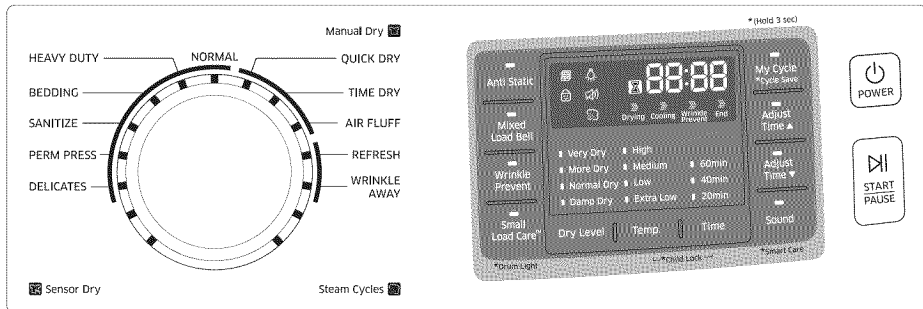 Manual Dry
HEAVY DUTY
NORMAL
QUICK DRY
BEDDING
TIME DRY
SANITIZE
AIR FLUFF
PERM PRESS
REFRESH
DELICATES
WRINKLE
AWAY
Sensor Dry
Steam Cycles
*(Hold 3 sec)
Anti Static
Mixed
Load Bell
Wrinkle
Prevent
Small
Load Care™
*Drum Light
88:88
Drying Cooling Wrinkle Prevent End
Very Dry High
More Dry Medium 60min
Normal Dry Low 40min
Damp Dry Extra Low 20min
Dry Level Temp. Time
*Child Lock
My Cycle
*Cycle Save
Adjust
Time ▲
Adjust
Time ▼
Sound
*Smart Care
POWER
START
PAUSE